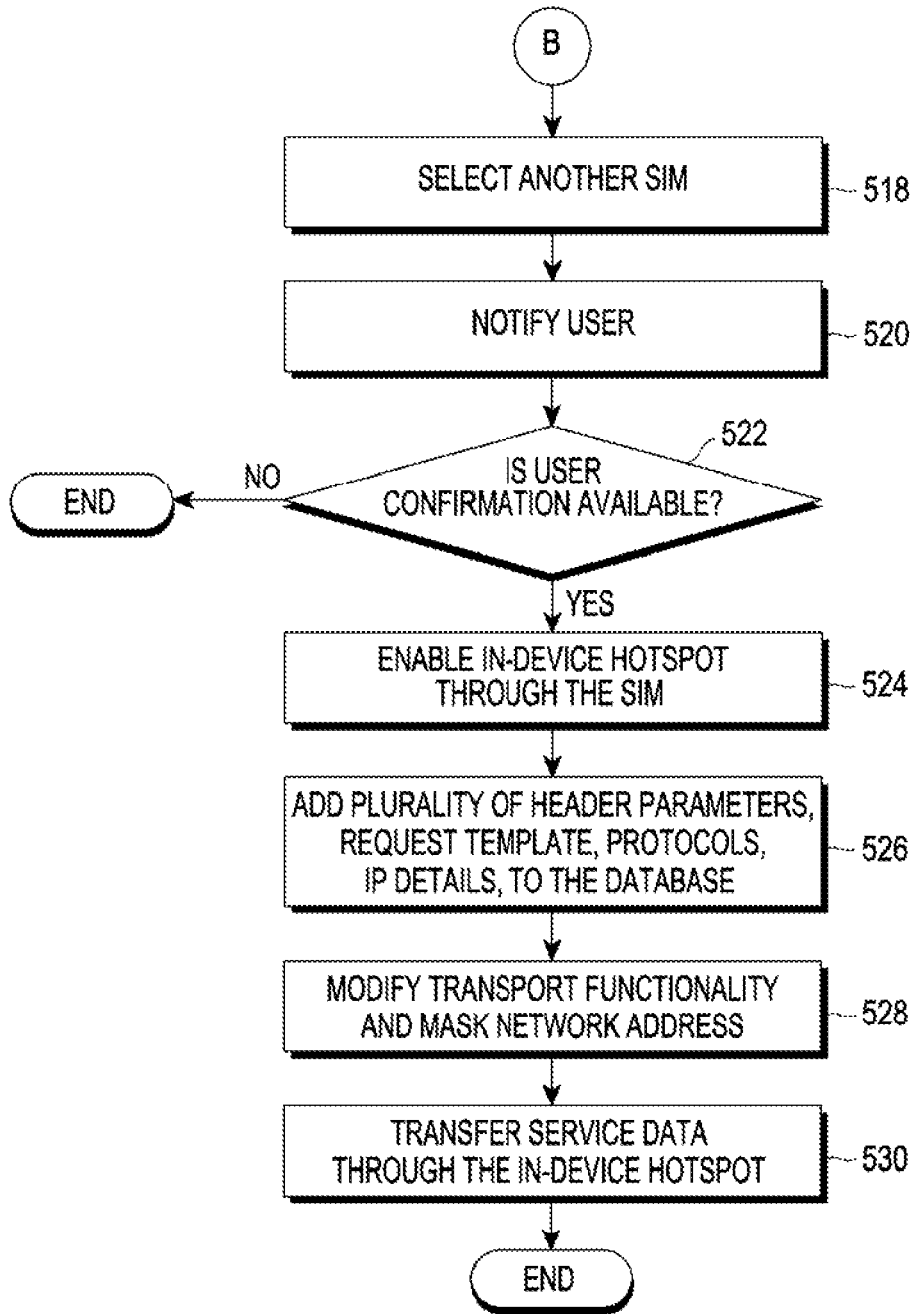 B
SELECT ANOTHER SIM
518
NOTIFY USER
520
522
IS USER
CONFIRMATION AVAILABLE?
NO
END
YES
ENABLE IN-DEVICE HOTSPOT
THROUGH THE SIM
524
ADD PLURALITY OF HEADER PARAMETERS,
REQUEST TEMPLATE, PROTOCOLS,
IP DETAILS, TO THE DATABASE
526
MODIFY TRANSPORT FUNCTIONALITY
AND MASK NETWORK ADDRESS
528
TRANSFER SERVICE DATA
THROUGH THE IN-DEVICE HOTSPOT
530
END